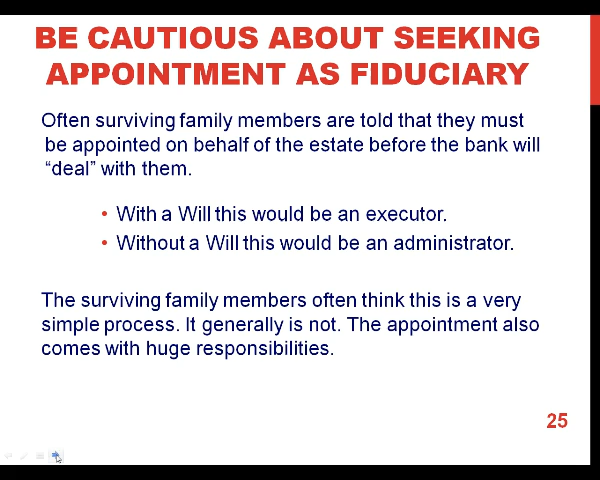 BE CAUTIOUS ABOUT SEEKING
APPOINTMENT AS FIDUCIARY
Often surviving family members are told that they must
be appointed on behalf of the estate before the bank will
“deal” with them.
• With a Will this would be an executor.
• Without a Will this would be an administrator.
The surviving family members often think this is a very
simple process. It generally is not. The appointment also
comes with huge responsibilities.
25